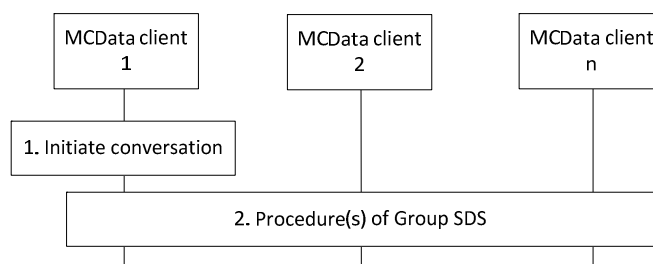 MCData client
1
MCData client
2
MCData client
n
1. Initiate conversation
2. Procedure(s) of Group SDS